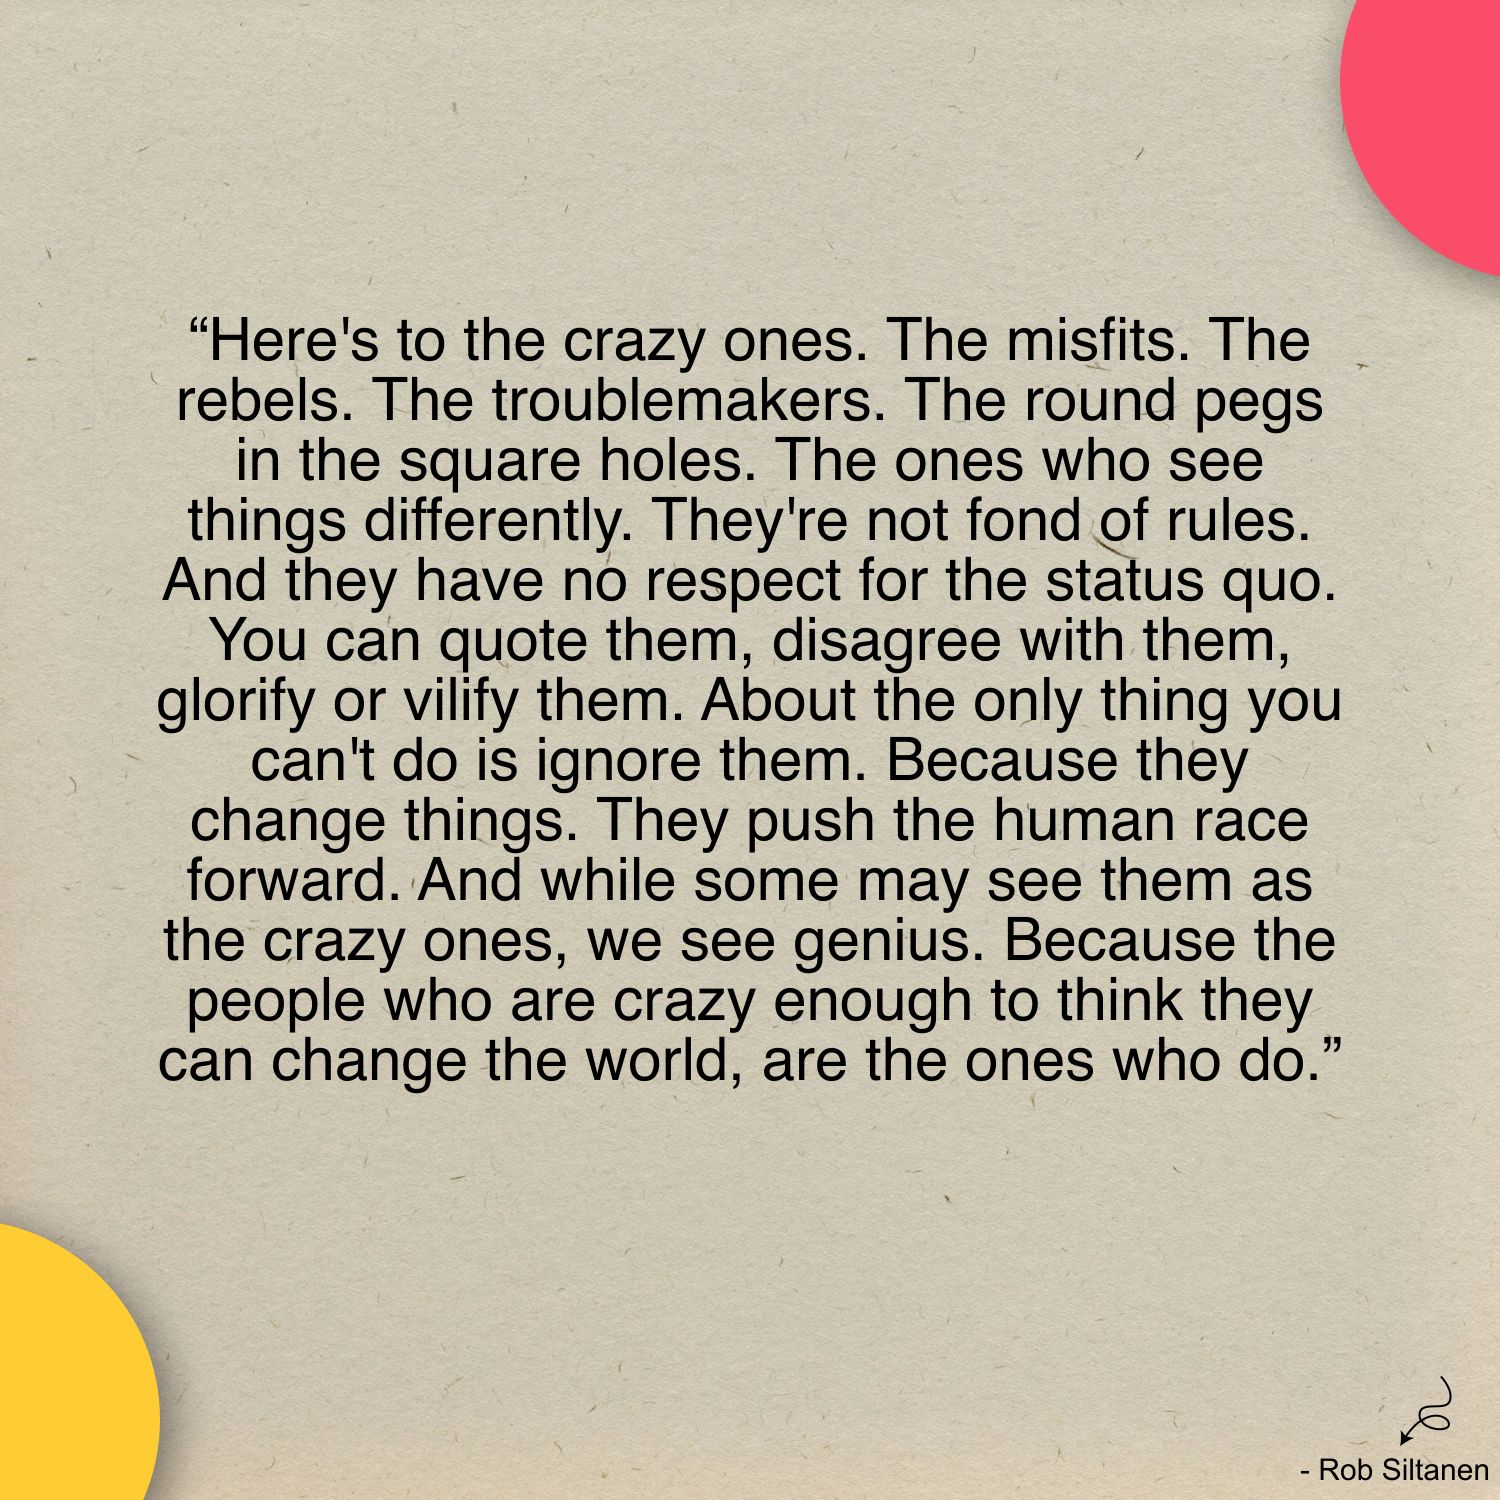 “Here's to the crazy ones. The misfits. The
rebels. The troublemakers. The round pegs
in the square holes. The ones who see
things differently. They're not fond of rules.
And they have no respect for the status quo.
You can quote them, disagree with them,
glorify or vilify them. About the only thing you
can't do is ignore them. Because they
change things. They push the human race
forward. And while some may see them as
the crazy ones, we see genius. Because the
people who are crazy enough to think they
can change the world, are the ones who do.”
- Rob Siltanen